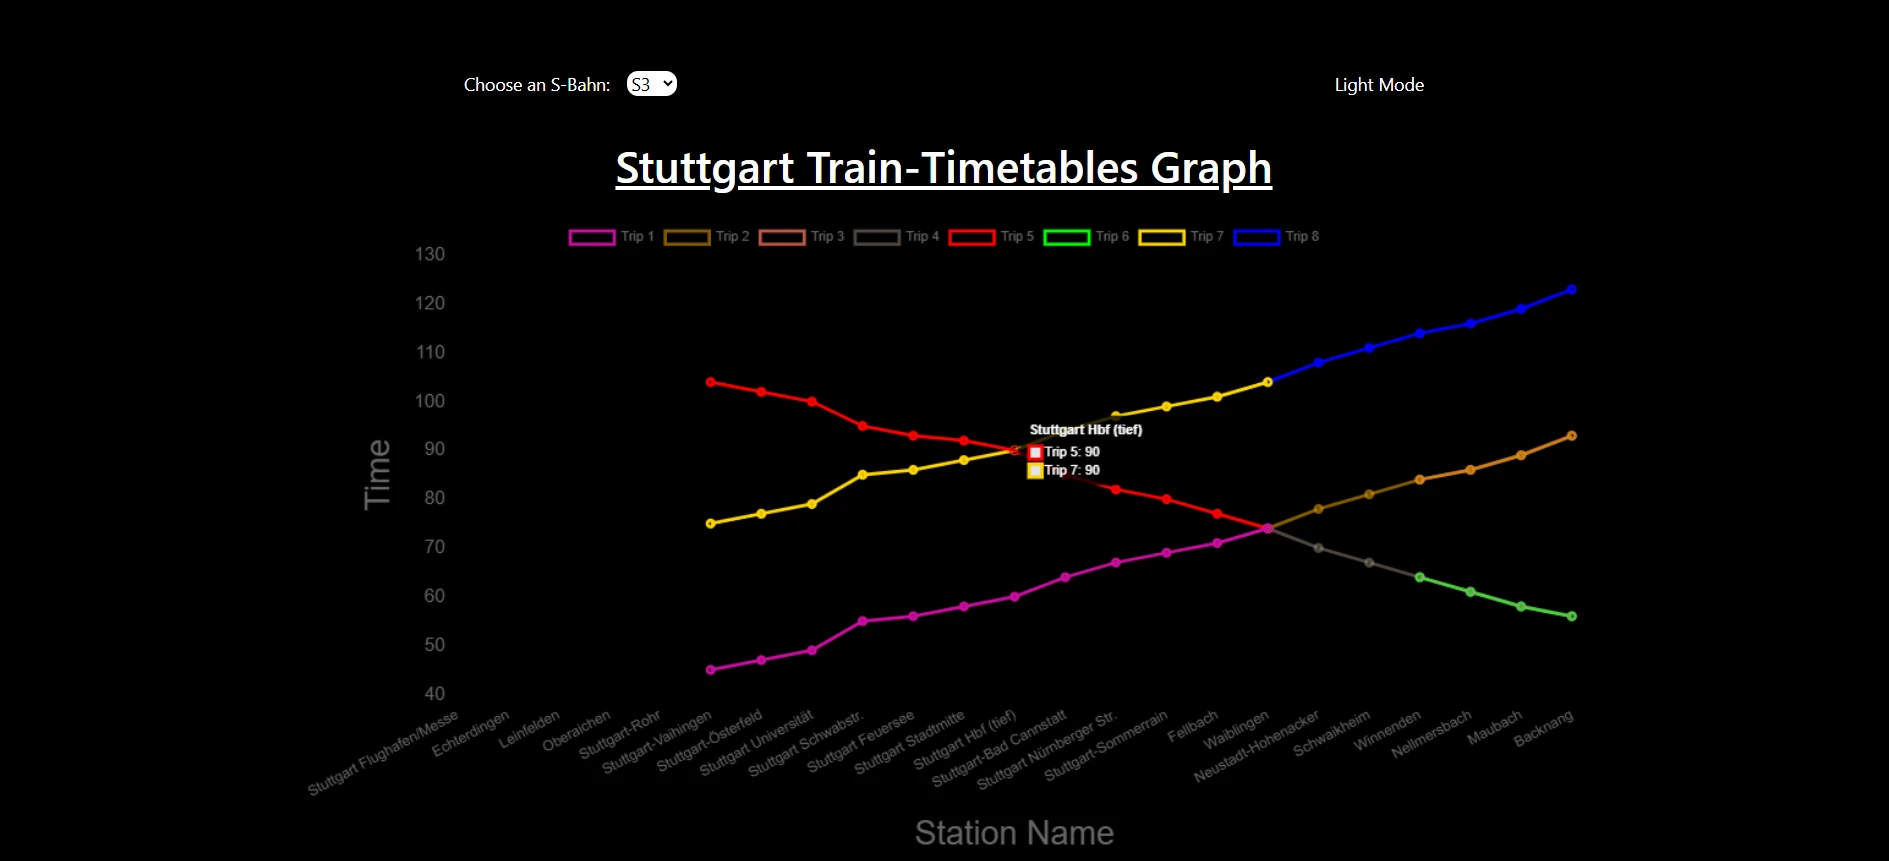 Choose an S-Bahn: S3 Light Mode
Stuttgart Train-Timetables Graph
Trip 1 Trip 2 Trip 3 Trip 4 Trip 5 Trip 6 Trip 7 Trip 8
130
120
110
100
90
80
70
60
50
40
Time
Stuttgart Hbf (tief)
Trip 5: 90
Trip 7: 90
Stuttgart Flughafen/Messe
Echterdingen
Leinfelden
Oberaichen
Stuttgart-Rohr
Stuttgart-Vaihingen
Stuttgart-Österfeld
Stuttgart Universität
Stuttgart Schwabstr.
Stuttgart Feuersee
Stuttgart Stadtmitte
Stuttgart Hbf (tief)
Stuttgart-Bad Cannstatt
Stuttgart Nürnberger Str.
Stuttgart-Sommerrain
Fellbach
Waiblingen
Neustadt-Hohenacker
Schwaikheim
Winnenden
Nellmersbach
Maubach
Backnang
Station Name